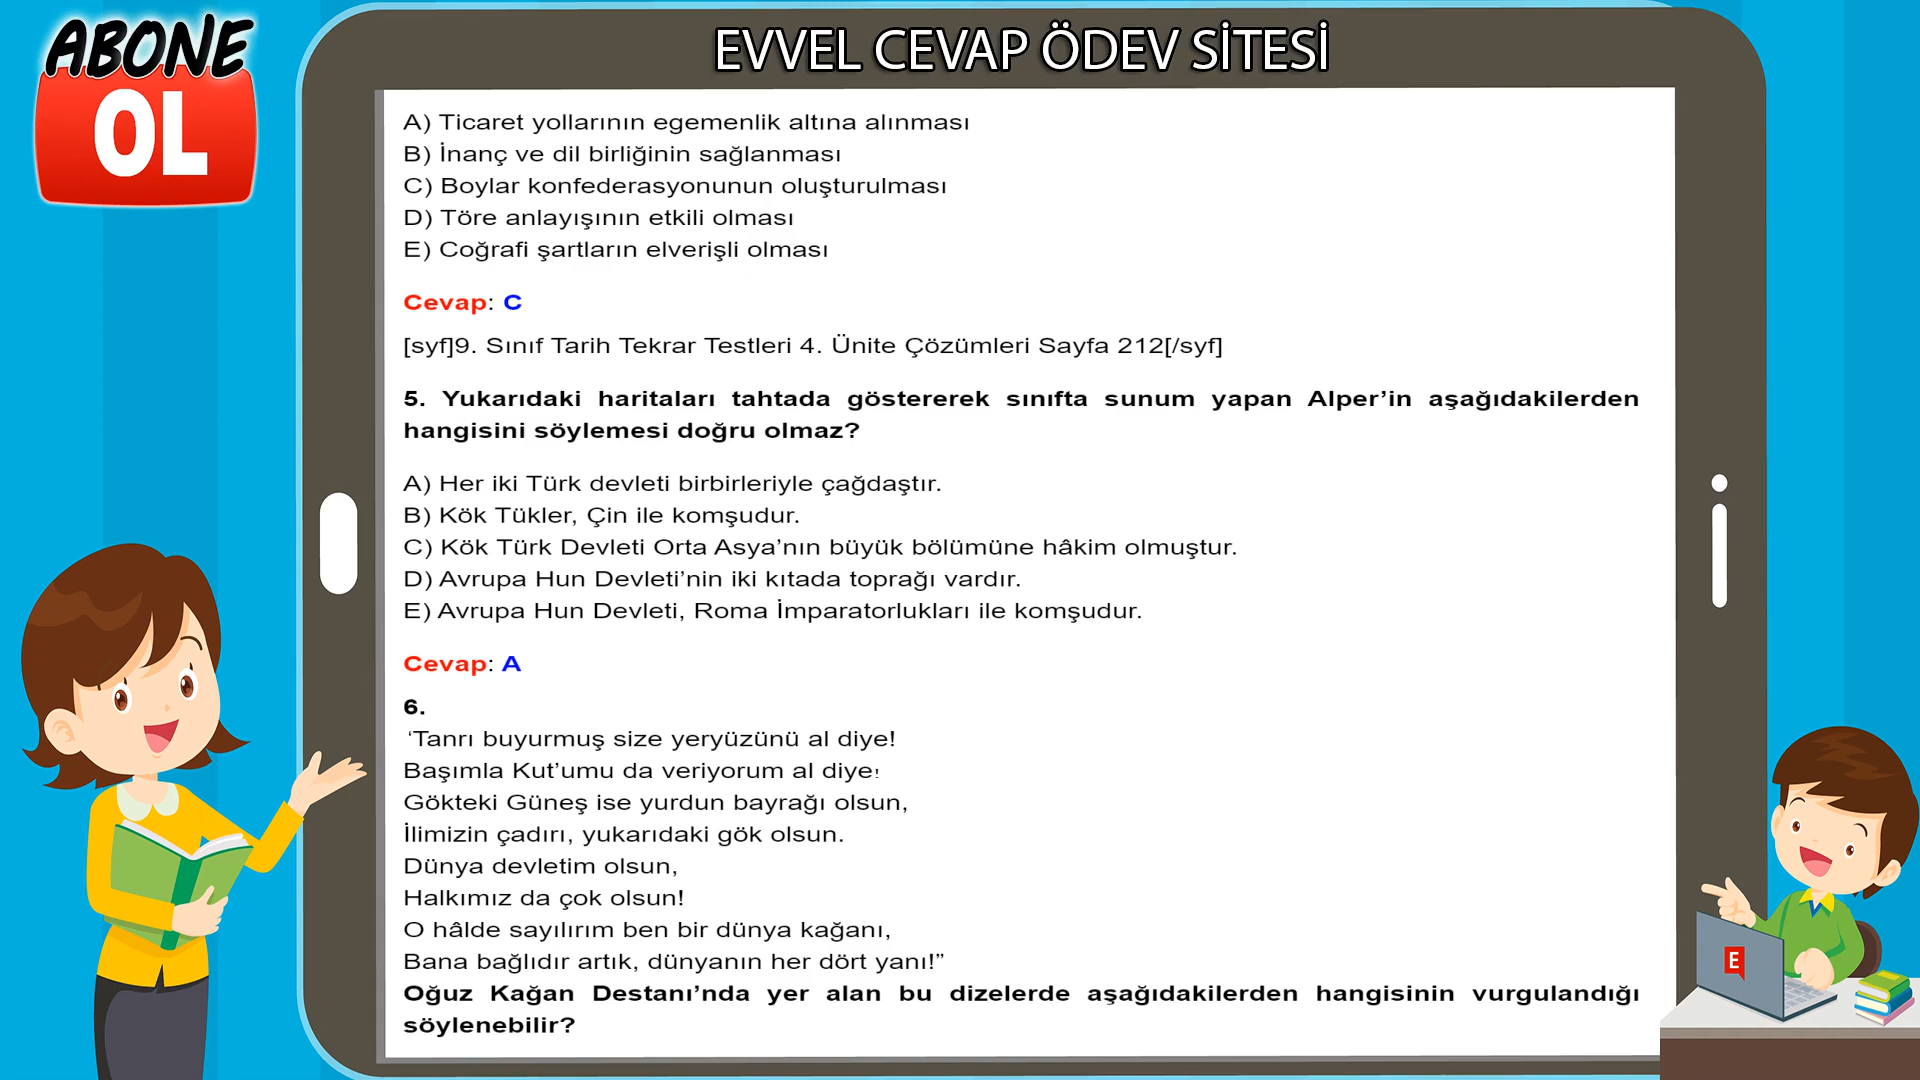 ABONE
OL
EVVEL CEVAP ÖDEV SİTESİ
A) Ticaret yollarının egemenlik altına alınması
B) İnanç ve dil birliğinin sağlanması
C) Boylar konfederasyonunun oluşturulması
D) Töre anlayışının etkili olması
E) Coğrafi şartların elverişli olması
Cevap: C
[syf]9. Sınıf Tarih Tekrar Testleri 4. Ünite Çözümleri Sayfa 212[/syf]
5. Yukarıdaki haritaları tahtada göstererek sınıfta sunum yapan Alper’in aşağıdakilerden
hangisini söylemesi doğru olmaz?
A) Her iki Türk devleti birbirleriyle çağdaştır.
B) Kök Tükler, Çin ile komşudur.
C) Kök Türk Devleti Orta Asya’nın büyük bölümüne hâkim olmuştur.
D) Avrupa Hun Devleti’nin iki kıtada toprağı vardır.
E) Avrupa Hun Devleti, Roma İmparatorlukları ile komşudur.
Cevap: A
6.
‘Tanrı buyurmuş size yeryüzünü al diye!
Başımla Kut’umu da veriyorum al diye!
Gökteki Güneş ise yurdun bayrağı olsun,
İlimizin çadırı, yukarıdaki gök olsun.
Dünya devletim olsun,
Halkımız da çok olsun!
O hâlde sayılırım ben bir dünya kağanı,
Bana bağlıdır artık, dünyanın her dört yanı!”
Oğuz Kağan Destanı’nda yer alan bu dizelerde aşağıdakilerden hangisinin vurgulandığı
söylenebilir?
E